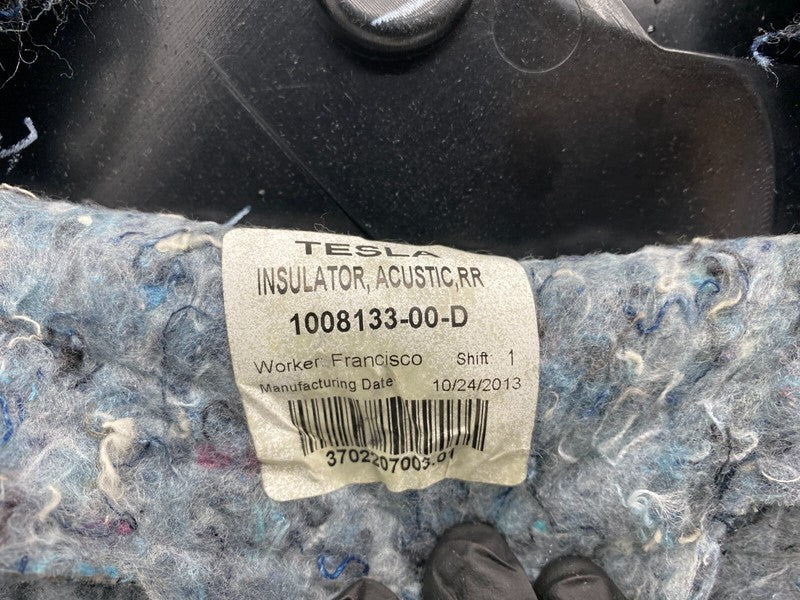 TESLA
INSULATOR, ACUSTIC,RR
1008133-00-D
Worker: Francisco Shift: 1
Manufacturing Date 10/24/2013
3702207003.01